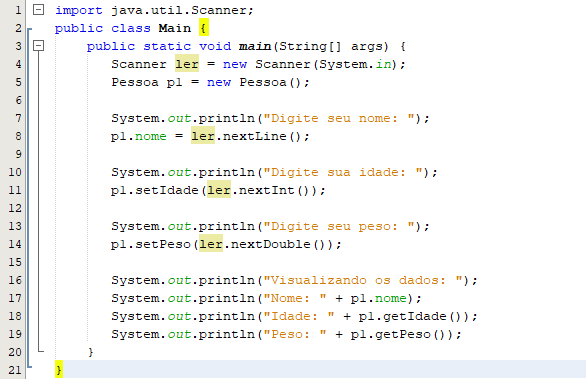 1 import java.util.Scanner;
2 public class Main {
3 public static void main(String[] args) {
4 Scanner ler = new Scanner(System.in);
5 Pessoa p1 = new Pessoa();
6
7 System.out.println("Digite seu nome: ");
8 p1.nome = ler.nextLine();
9
10 System.out.println("Digite sua idade: ");
11 p1.setIdade(ler.nextInt());
12
13 System.out.println("Digite seu peso: ");
14 p1.setPeso(ler.nextDouble());
15
16 System.out.println("Visualizando os dados: ");
17 System.out.println("Nome: " + p1.nome);
18 System.out.println("Idade: " + p1.getIdade());
19 System.out.println("Peso: " + p1.getPeso());
20 }
21 }